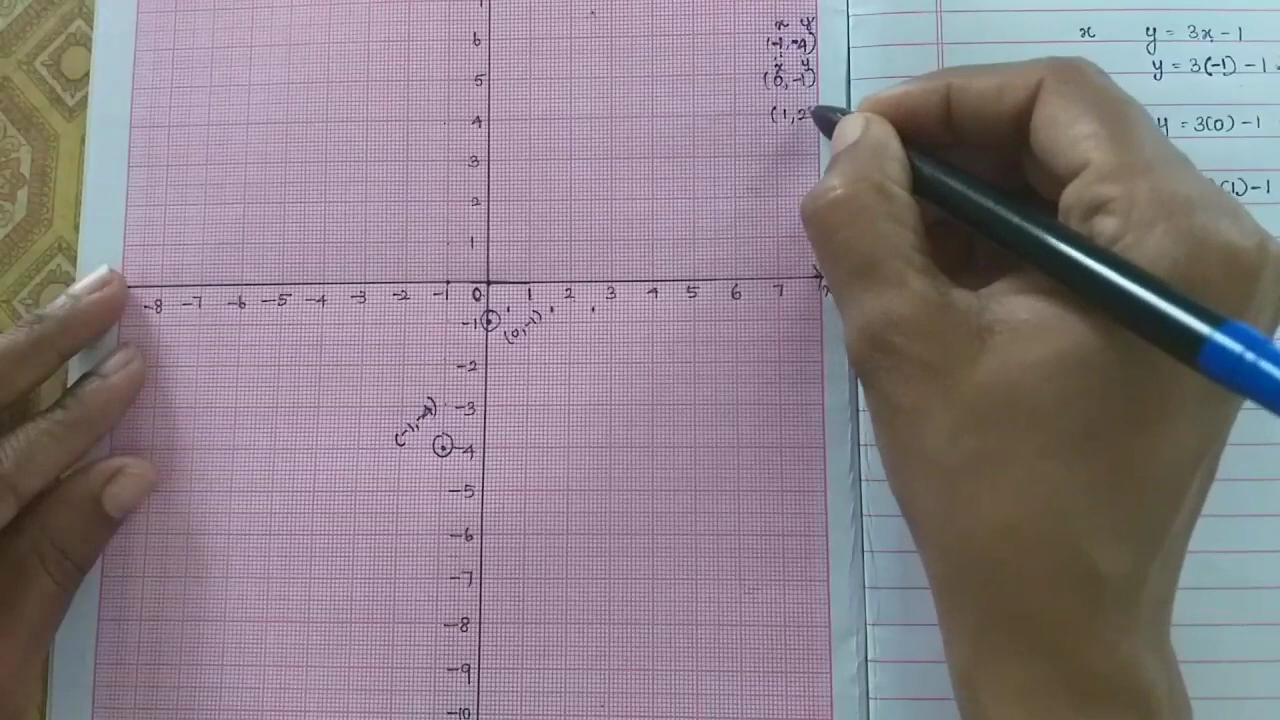 x y
(-1,-4)
x y
(0,-1)
(1,2
6
5
4
3
2
1
-8 -7 -6 -5 -4 -3 -2 -1 0 1 2 3 4 5 6 7
-1 (0,-1)
-2
-3
(-1,-4)
-4
-5
-6
-7
-8
-9
-10
x y = 3x - 1
y = 3(-1) - 1
y = 3(0) - 1
(1) - 1